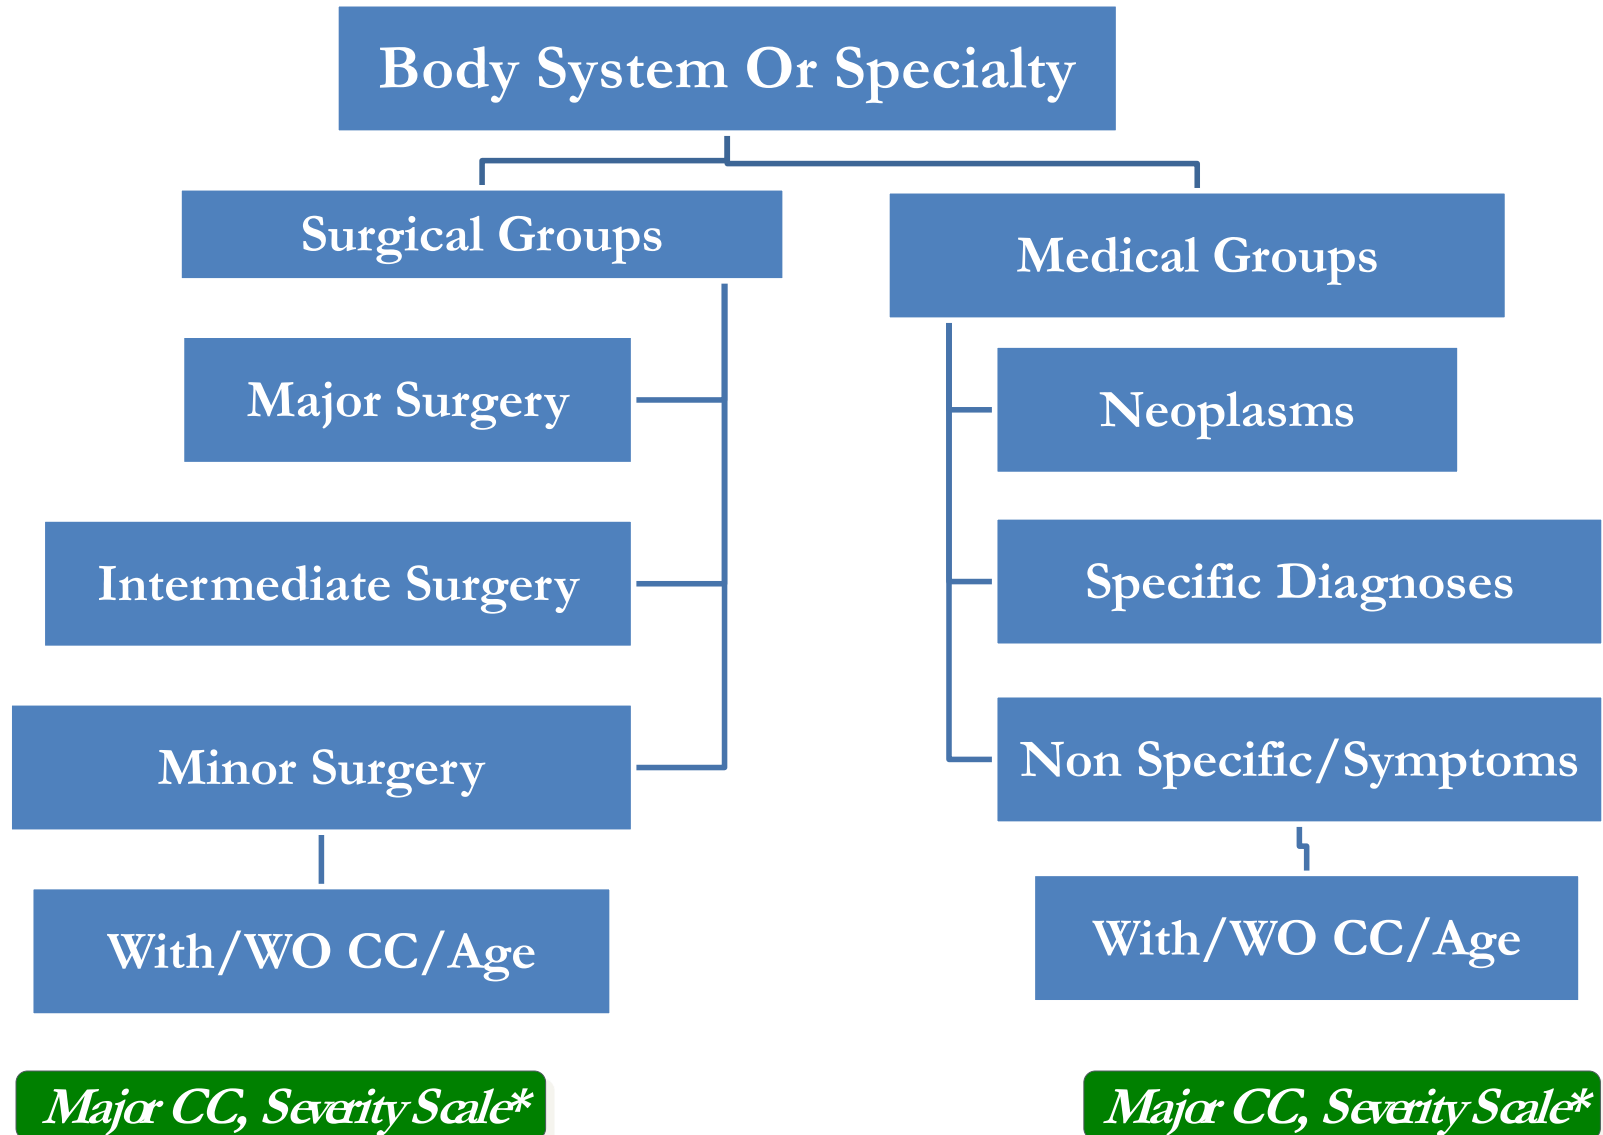 Body System Or Specialty
Surgical Groups
Medical Groups
Major Surgery
Neoplasms
Intermediate Surgery
Specific Diagnoses
Minor Surgery
Non Specific/Symptoms
With/WO CC/Age
With/WO CC/Age
Major CC, Severity Scale*
Major CC, Severity Scale*